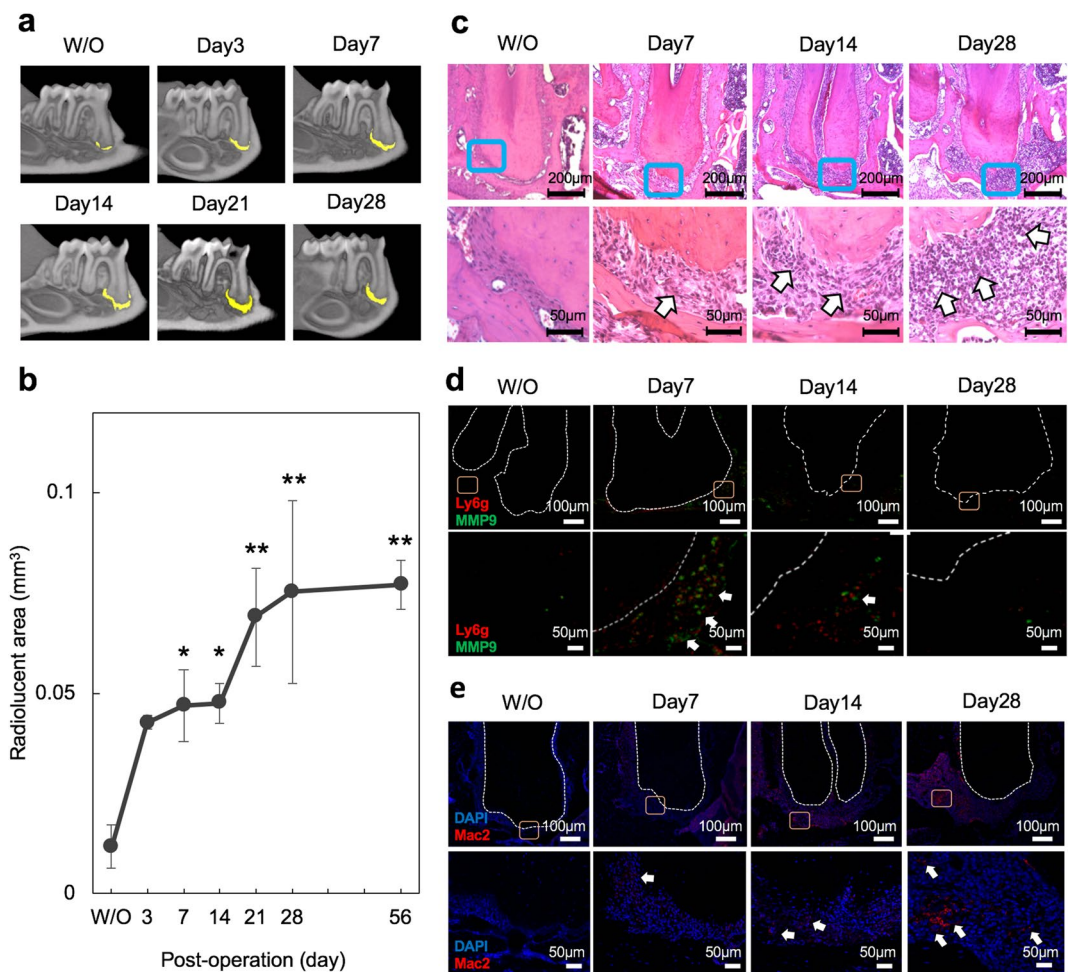 a
W/O Day3 Day7
Day14 Day21 Day28
b
0.1
0.05
0
Radiolucent area (mm³)
* * ** ** **
W/O 3 7 14 21 28 56
Post-operation (day)
c
W/O Day7 Day14 Day28
200μm 200μm 200μm 200μm
50μm 50μm 50μm 50μm
d
W/O Day7 Day14 Day28
Ly6g
MMP9
100μm 100μm 100μm 100μm
Ly6g
MMP9
50μm 50μm 50μm 50μm
e
W/O Day7 Day14 Day28
DAPI
Mac2
100μm 100μm 100μm 100μm
DAPI
Mac2
50μm 50μm 50μm 50μm